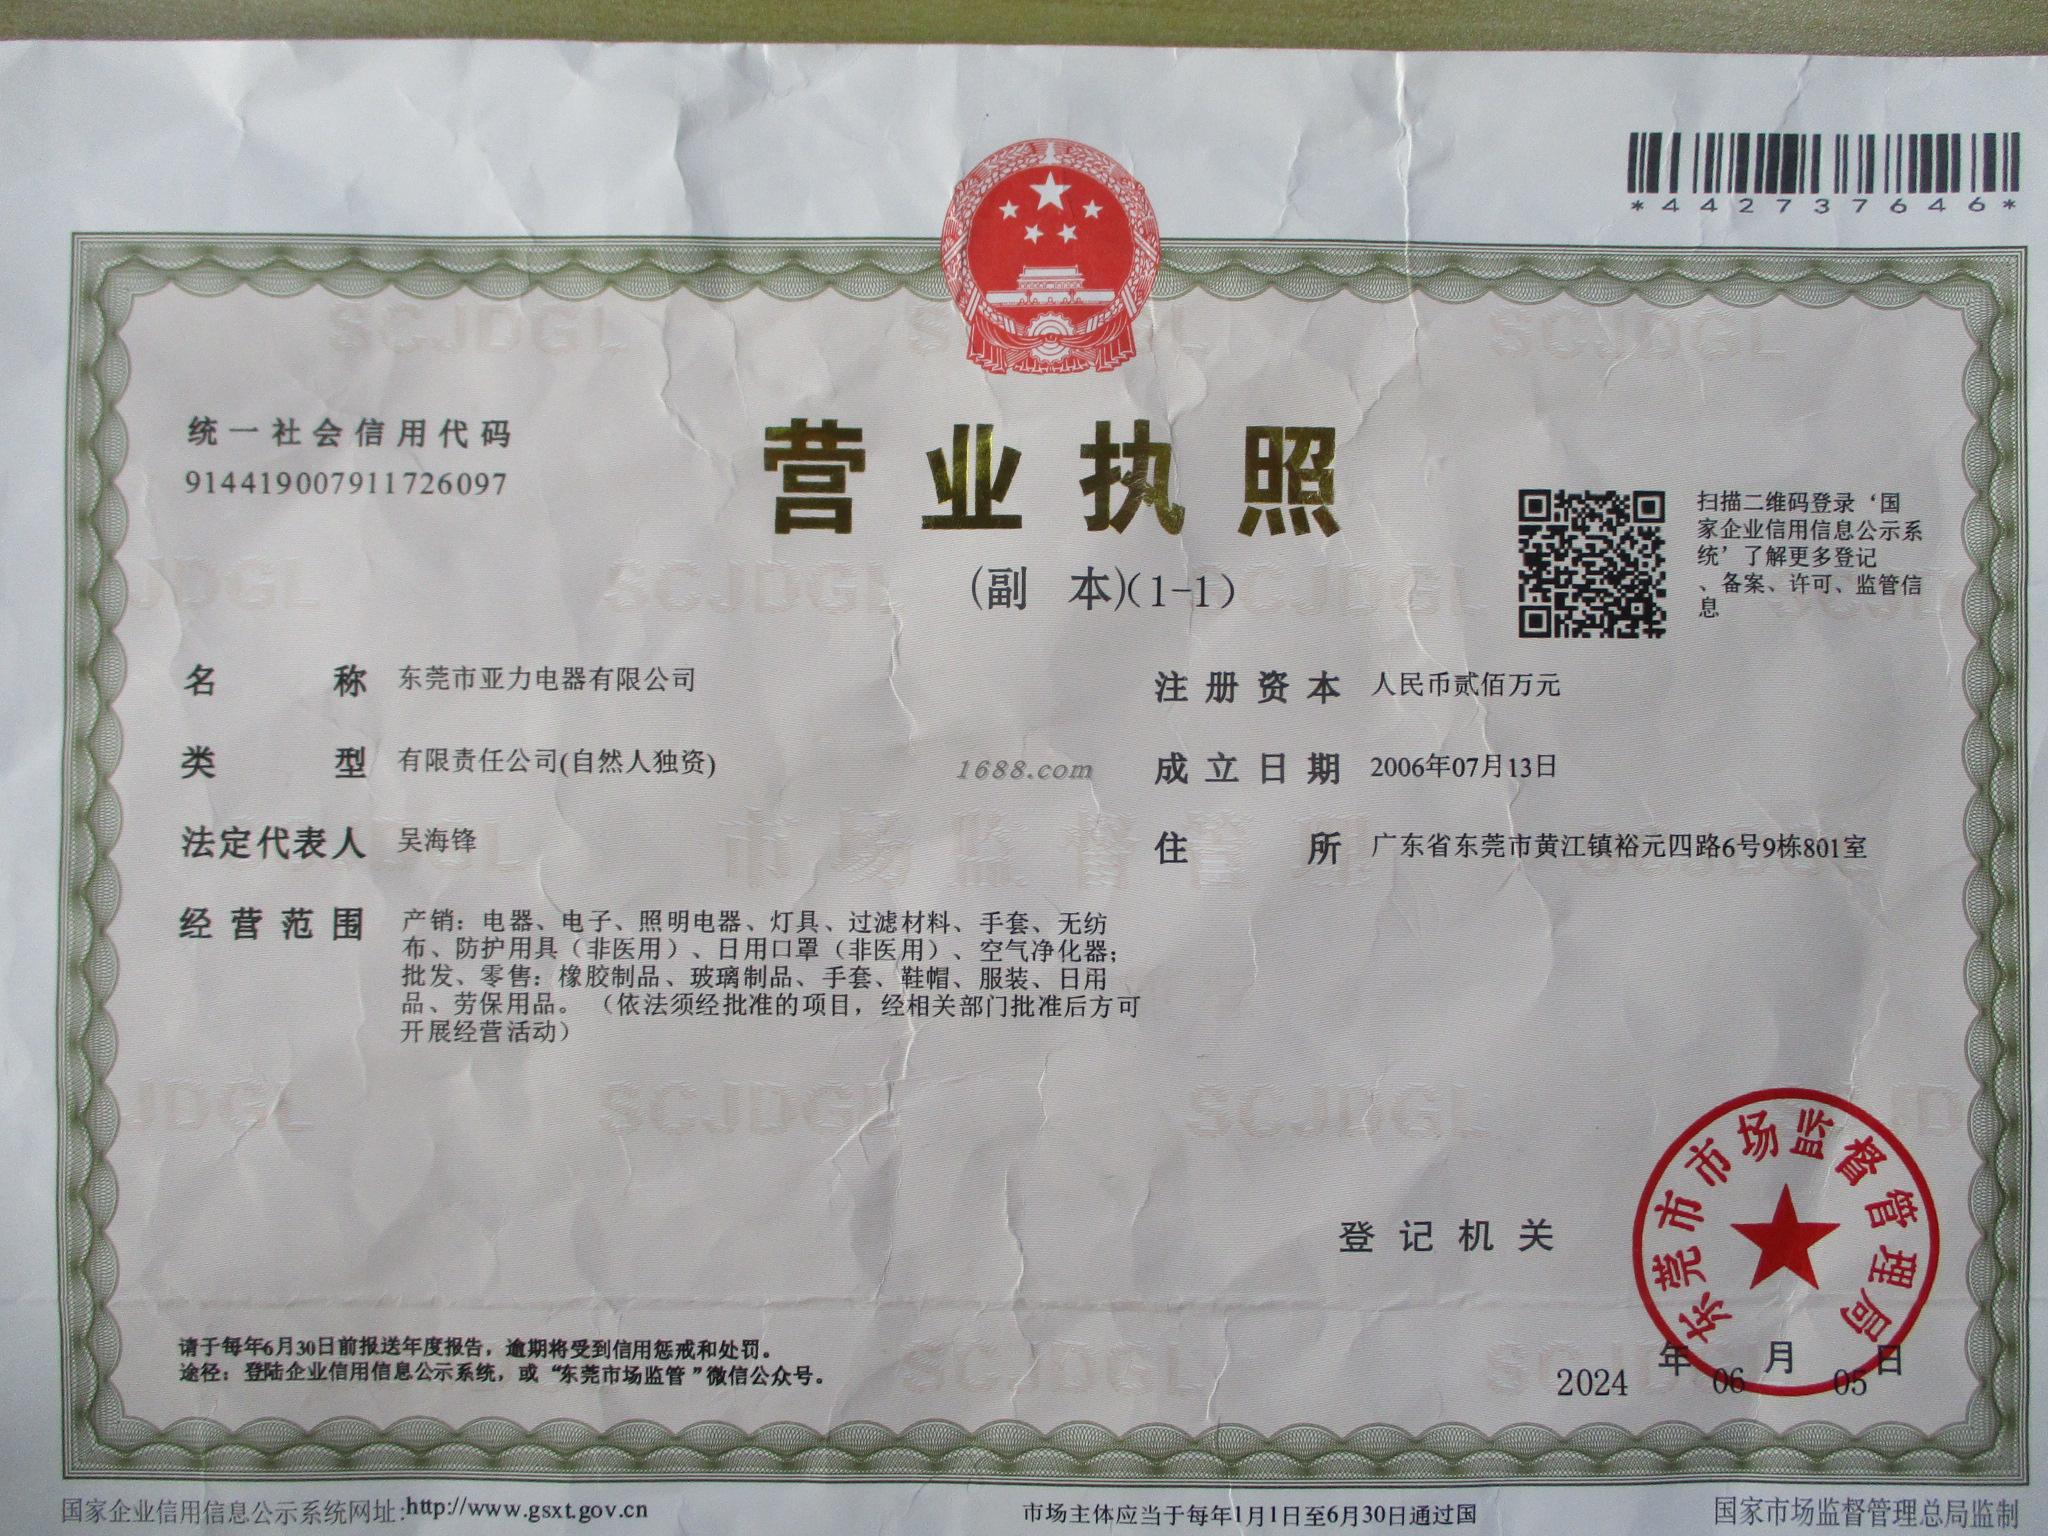 *442737646*
统一社会信用代码
914419007911726097
营业执照
(副 本)(1-1)
扫描二维码登录‘国
家企业信用信息公示系
统’了解更多登记
、备案、许可、监管信
息
名 称 东莞市亚力电器有限公司
类 型 有限责任公司(自然人独资)
法定代表人 吴海锋
经营范围 产销：电器、电子、照明电器、灯具、过滤材料、手套、无纺
布、防护用具（非医用）、日用口罩（非医用）、空气净化器；
批发、零售：橡胶制品、玻璃制品、手套、鞋帽、服装、日用
品、劳保用品。（依法须经批准的项目，经相关部门批准后方可
开展经营活动）
注册资本 人民币贰佰万元
成立日期 2006年07月13日
住 所 广东省东莞市黄江镇裕元四路6号9栋801室
1688.com
SCJDGL
市场监督管理
登记机关
东莞市市场监督管理局
2024 年 06 月 05 日
请于每年6月30日前报送年度报告，逾期将受到信用惩戒和处罚。
途径：登陆企业信用信息公示系统，或“东莞市场监管”微信公众号。
国家企业信用信息公示系统网址:http://www.gsxt.gov.cn
市场主体应当于每年1月1日至6月30日通过国
国家市场监督管理总局监制